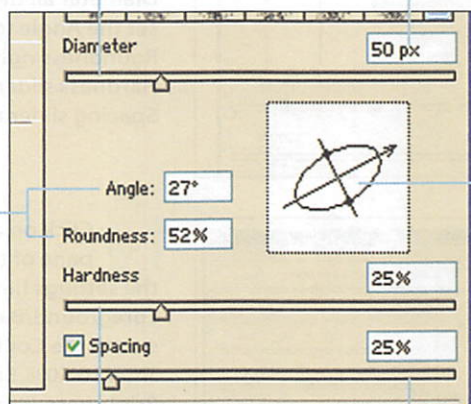 Diameter
50 px
Angle: 27°
Roundness: 52%
Hardness
25%
Spacing
25%